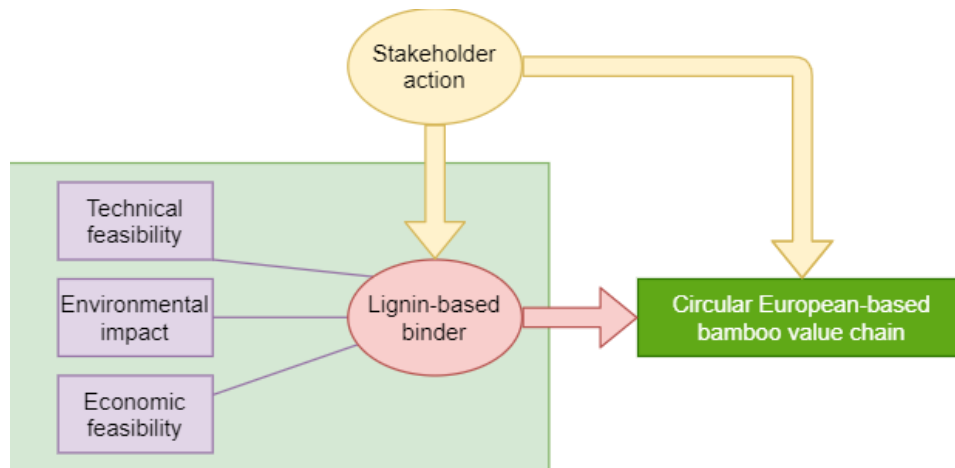 Stakeholder
action
Technical
feasibility
Environmental
impact
Economic
feasibility
Lignin-based
binder
Circular European-based
bamboo value chain